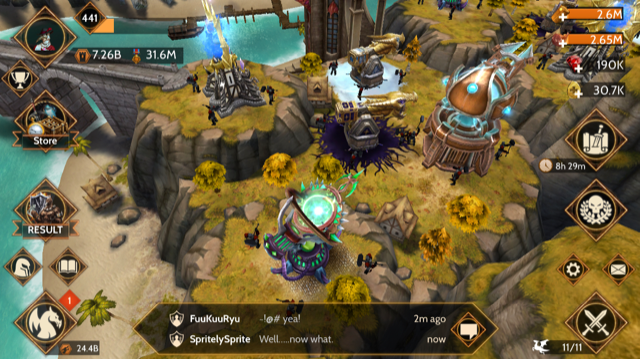 441
7.26B 31.6M
2.6M
2.65M
190K
30.7K
Store
8h 29m
RESULT
1
24.4B
FuuKuuRyu -!@# yea! 2m ago
SpritelySprite Well.....now what. now
11/11